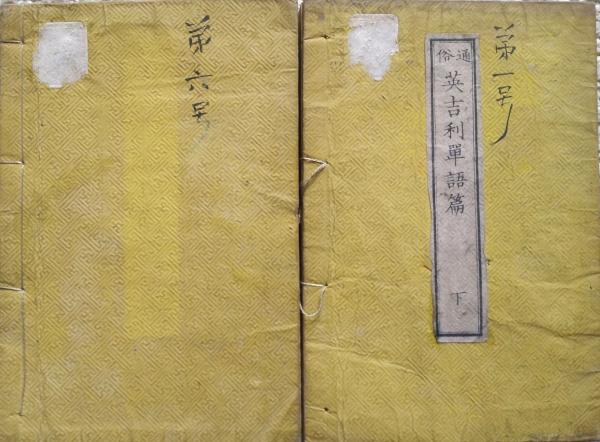 第一号
通俗
英吉利單語篇
下
第六号